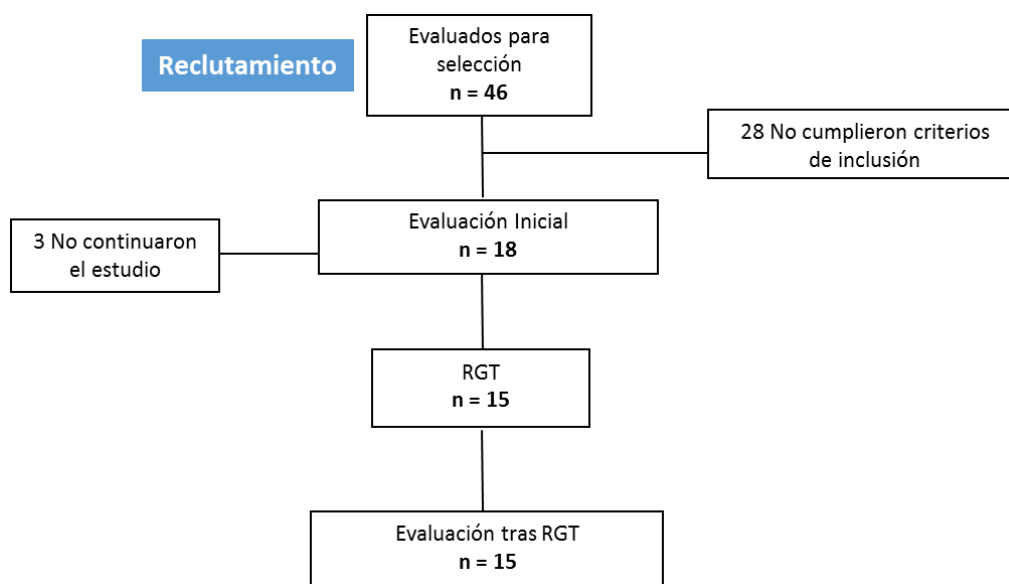 Reclutamiento
Evaluados para
selección
n = 46
28 No cumplieron criterios
de inclusión
Evaluación Inicial
n = 18
3 No continuaron
el estudio
RGT
n = 15
Evaluación tras RGT
n = 15